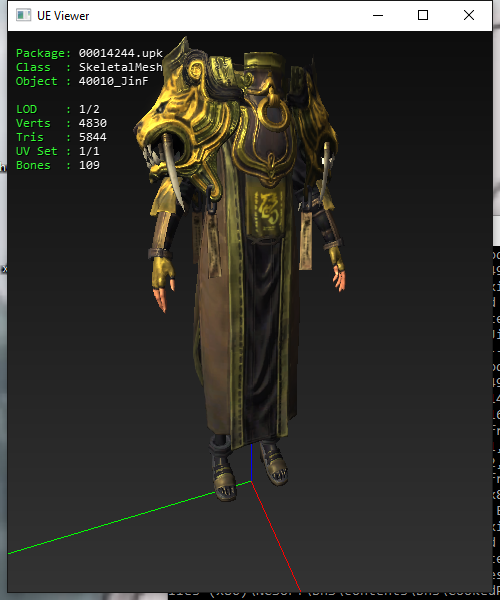 UE Viewer
Package: 00014244.upk
Class : SkeletalMesh
Object : 40010_JinF
LOD : 1/2
Verts : 4830
Tris : 5844
UV Set : 1/1
Bones : 109